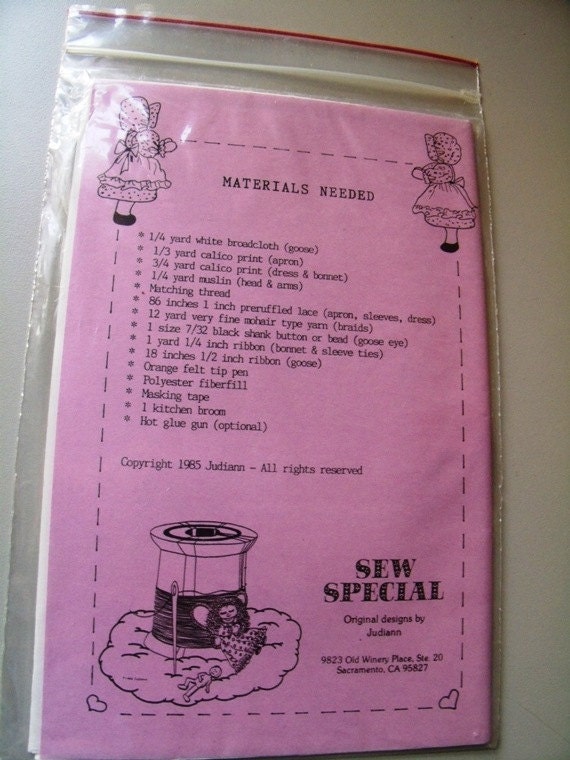 MATERIALS NEEDED
* 1/4 yard white broadcloth (goose)
* 1/3 yard calico print (apron)
* 3/4 yard calico print (dress & bonnet)
* 1/4 yard muslin (head & arms)
* Matching thread
* 86 inches 1 inch preruffled lace (apron, sleeves, dress)
* 12 yard very fine mohair type yarn (braids)
* 1 size 7/32 black shank button or bead (goose eye)
* 1 yard 1/4 inch ribbon (bonnet & sleeve ties)
* 18 inches 1/2 inch ribbon (goose)
* Orange felt tip pen
* Polyester fiberfill
* Masking tape
* 1 kitchen broom
* Hot glue gun (optional)
Copyright 1985 Judiann - All rights reserved
SEW
SPECIAL
Original designs by
Judiann
9823 Old Winery Place, Ste. 20
Sacramento, CA 95827